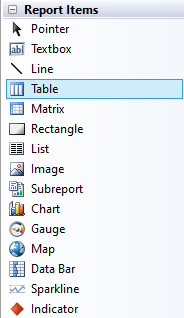 Report Items
Pointer
Textbox
Line
Table
Matrix
Rectangle
List
Image
Subreport
Chart
Gauge
Map
Data Bar
Sparkline
Indicator